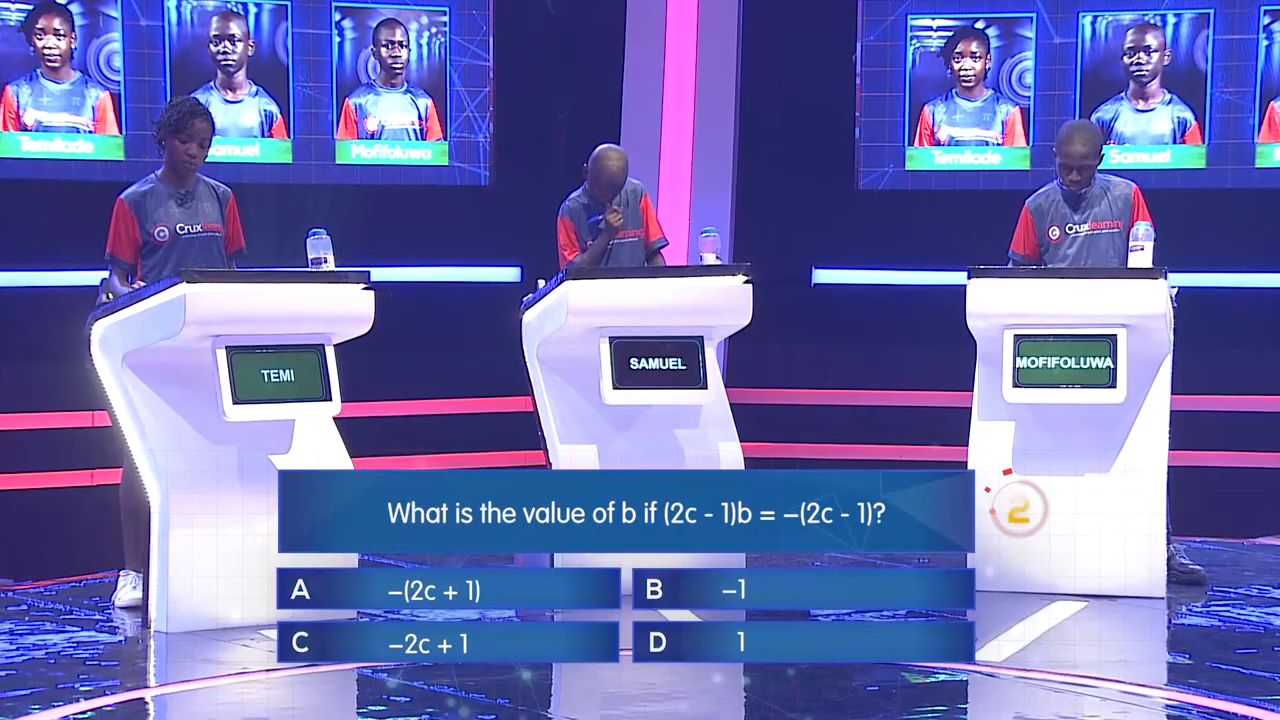 Temilade
Samuel
Mofifoluwa
Temilade
Samuel
Cruxlearning
Cruxlearning
TEMI
SAMUEL
MOFIFOLUWA
What is the value of b if (2c - 1)b = –(2c - 1)?
2
A –(2c + 1)
B –1
C –2c + 1
D 1